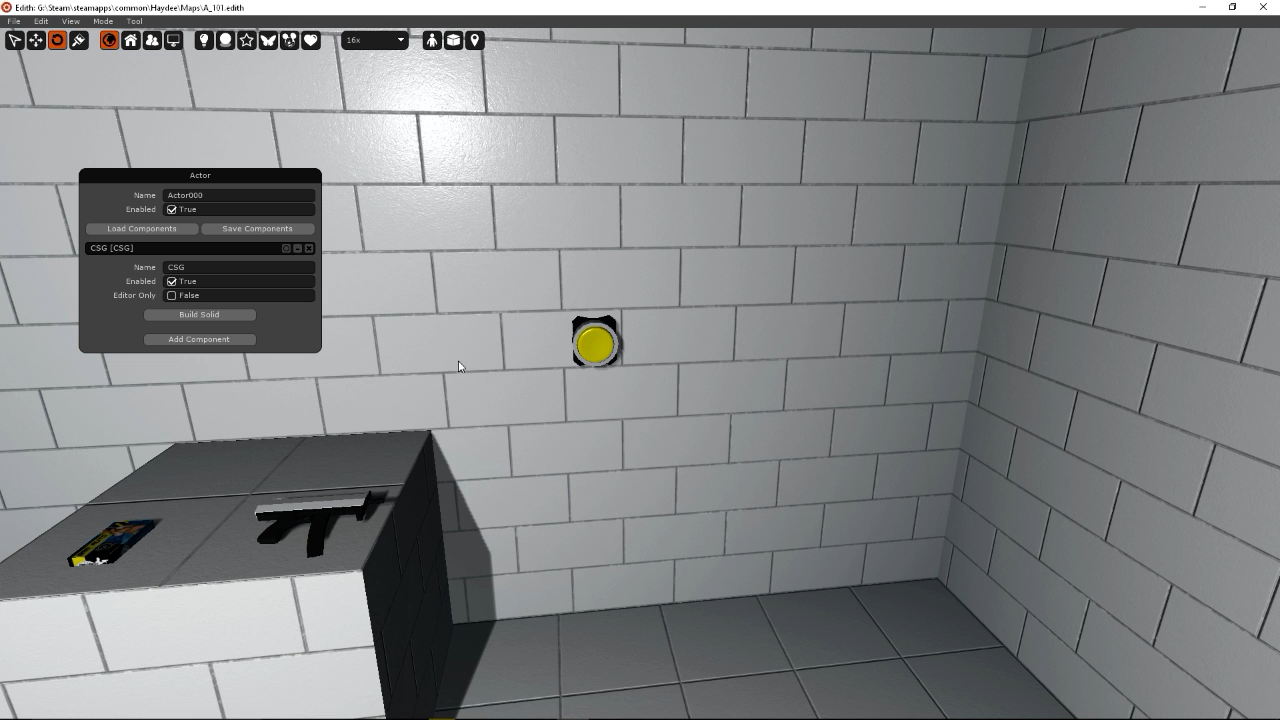 Edith: G:\Steam\steamapps\common\Haydee\Maps\A_101.edith
File Edit View Mode Tool
16x
Actor
Name Actor000
Enabled True
Load Components Save Components
CSG [CSG]
Name CSG
Enabled True
Editor Only False
Build Solid
Add Component